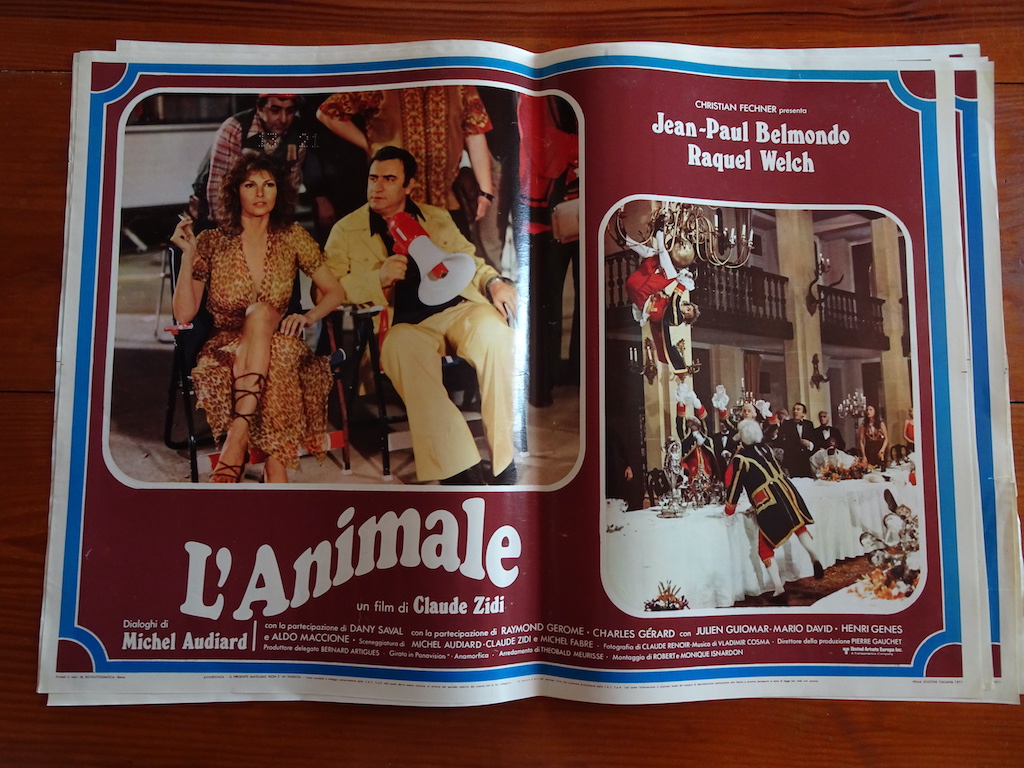 CHRISTIAN FECHNER presenta
Jean-Paul Belmondo
Raquel Welch
L'Animale
un film di Claude Zidi
Dialoghi di
Michel Audiard
con la partecipazione di DANY SAVAL con la partecipazione di RAYMOND GEROME · CHARLES GÉRARD con JULIEN GUIOMAR · MARIO DAVID · HENRI GENES
e ALDO MACCIONE · Sceneggiatura di MICHEL AUDIARD · CLAUDE ZIDI e MICHEL FABRE · Fotografia di CLAUDE RENOIR · Musica di VLADIMIR COSMA · Direttore della produzione PIERRE GAUCHET
Produttore delegato BERNARD ARTIGUES · Girato in Panavision · Anamorfica · Arredamento di THEOBALD MEURISSE · Montaggio di ROBERT e MONIQUE ISNARDON
United Artists Europa Inc.